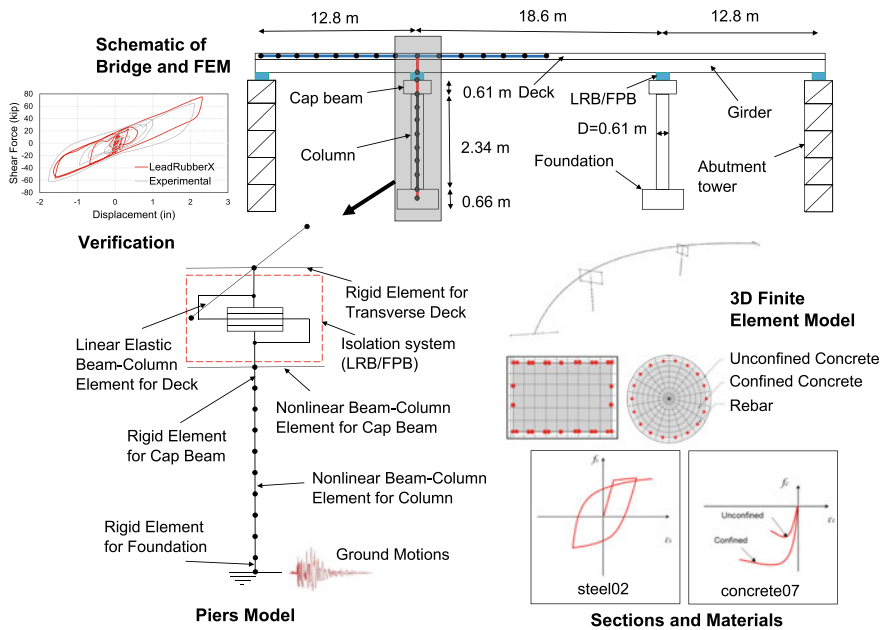 12.8 m
18.6 m
12.8 m
Schematic of
Bridge and FEM
Cap beam
0.61 m
Deck
LRB/FPB
Girder
D=0.61 m
Column
2.34 m
Foundation
Abutment
tower
0.66 m
Shear Force (kip)
80
60
40
20
0
-20
-40
-60
-80
LeadRubberX
Experimental
-2
-1
0
1
2
3
Displacement (in)
Verification
Rigid Element for
Transverse Deck
Linear Elastic
Beam-Column
Element for Deck
Isolation system
(LRB/FPB)
Nonlinear Beam-Column
Element for Cap Beam
Rigid Element
for Cap Beam
Nonlinear Beam-Column
Element for Column
Rigid Element
for Foundation
Ground Motions
Piers Model
3D Finite
Element Model
Unconfined Concrete
Confined Concrete
Rebar
steel02
Unconfined
Confined
concrete07
Sections and Materials